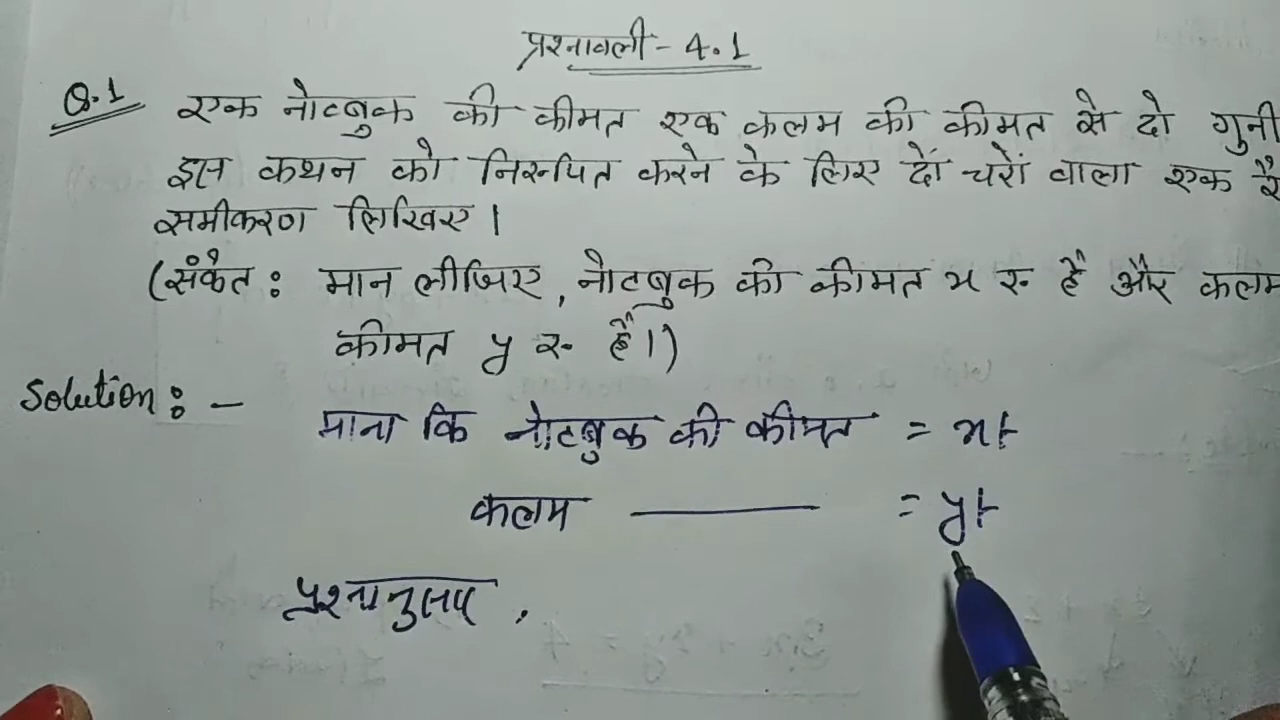 प्रश्नावली - 4.1
Q.1 एक नोटबुक की कीमत एक कलम की कीमत से दो गुनी
इस कथन को निरूपित करने के लिए दो चरों वाला एक रै
समीकरण लिखिए।
(संकेत: मान लीजिए, नोटबुक की कीमत x रु. है और कलम
कीमत y रु. है।)
Solution: -
माना कि नोटबुक की कीमत = x
कलम ——— = y
प्रश्नानुसार,